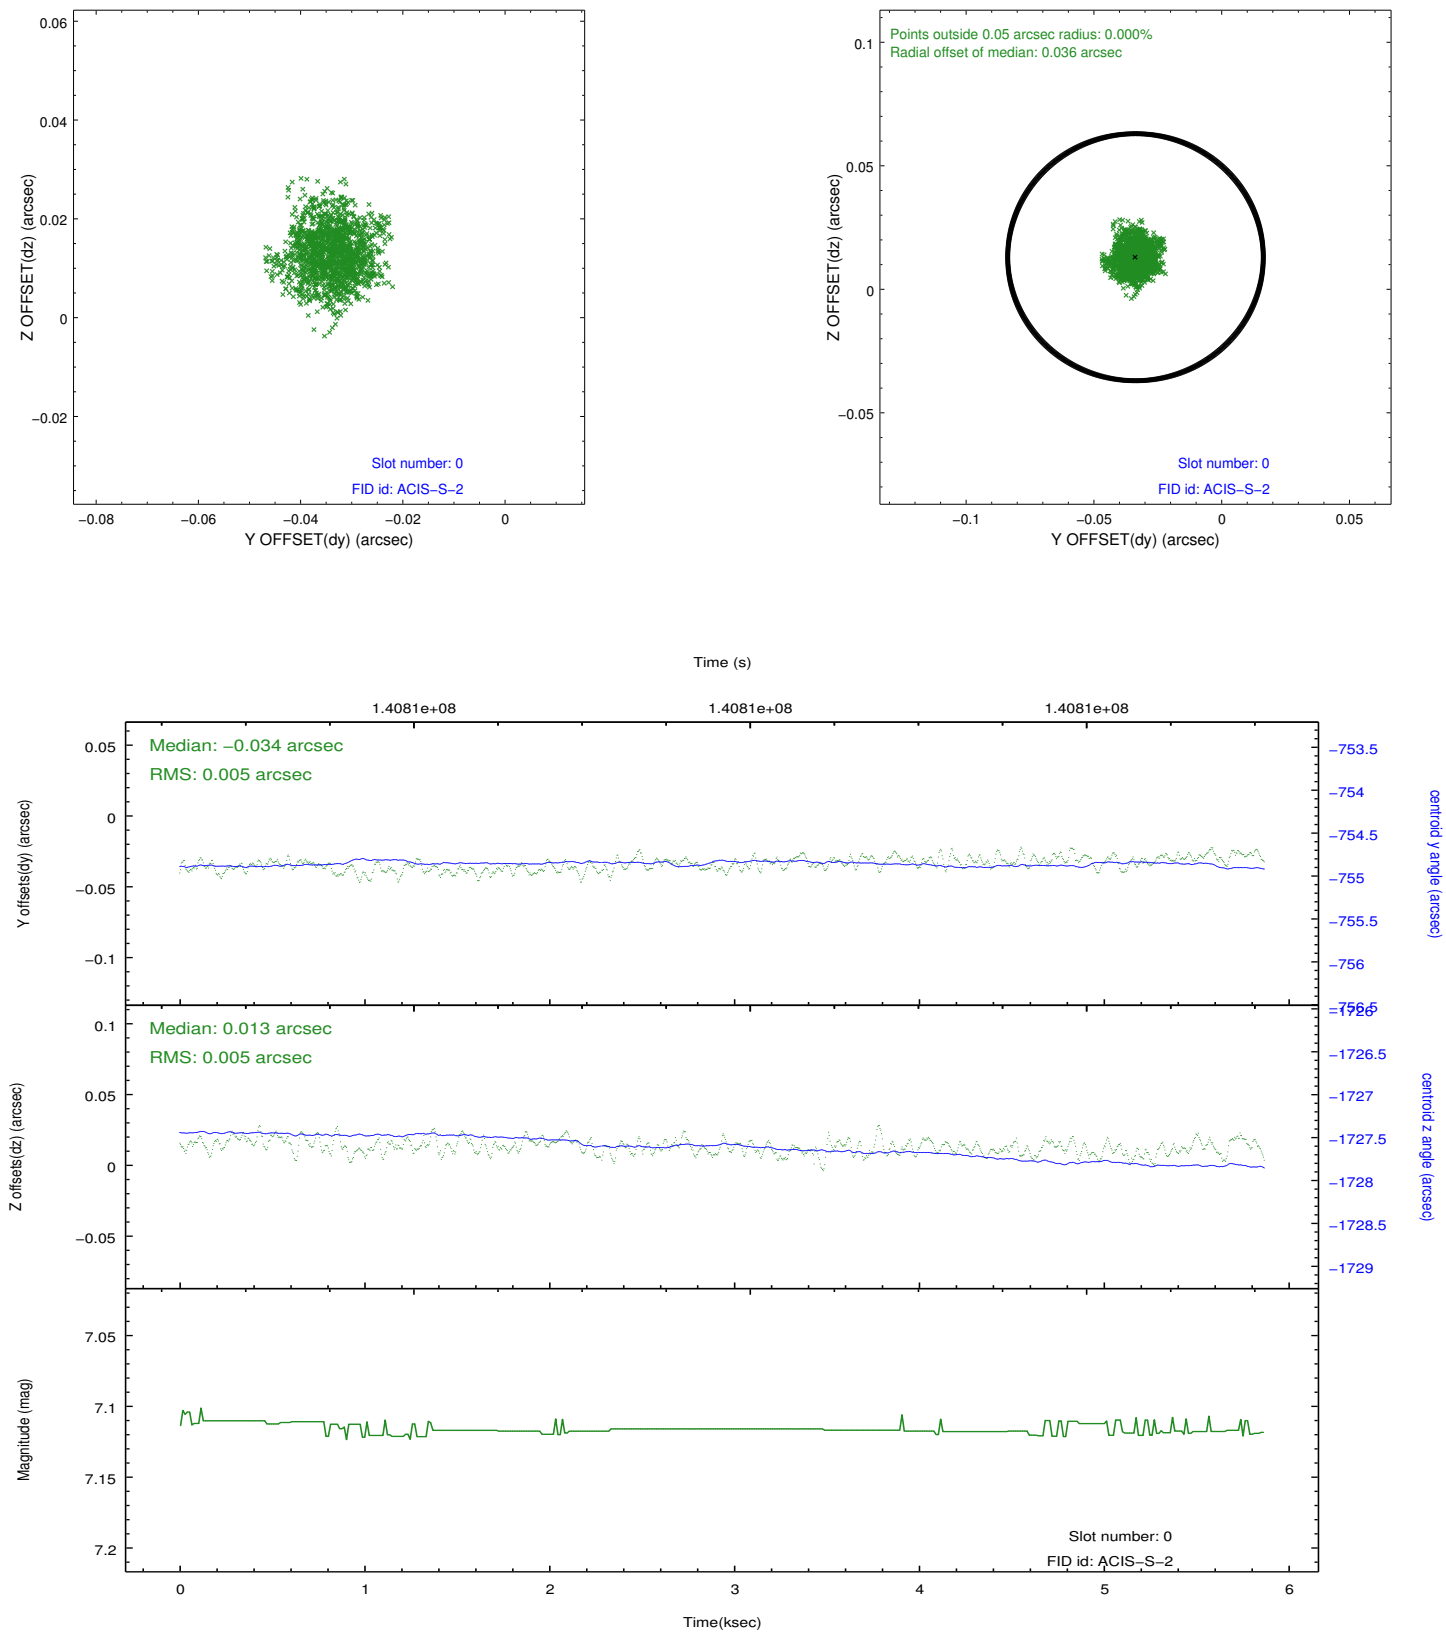 0.06
0.04
0.02
0
−0.02
Z OFFSET(dz) (arcsec)
Slot number: 0
FID id: ACIS−S−2
−0.08
−0.06
−0.04
−0.02
0
Y OFFSET(dy) (arcsec)
Points outside 0.05 arcsec radius: 0.000%
Radial offset of median: 0.036 arcsec
0.1
0.05
0
−0.05
Z OFFSET(dz) (arcsec)
Slot number: 0
FID id: ACIS−S−2
−0.1
−0.05
0
0.05
Y OFFSET(dy) (arcsec)
Time (s)
1.4081e+08
1.4081e+08
1.4081e+08
Median: −0.034 arcsec
RMS: 0.005 arcsec
0.05
0
−0.05
−0.1
Y offsets(dy) (arcsec)
−753.5
−754
−754.5
−755
−755.5
−756
−756.5
centroid y angle (arcsec)
Median: 0.013 arcsec
RMS: 0.005 arcsec
0.1
0.05
0
−0.05
Z offsets(dz) (arcsec)
−1726
−1726.5
−1727
−1727.5
−1728
−1728.5
−1729
centroid z angle (arcsec)
7.05
7.1
7.15
7.2
Magnitude (mag)
Slot number: 0
FID id: ACIS−S−2
0
1
2
3
4
5
6
Time(ksec)